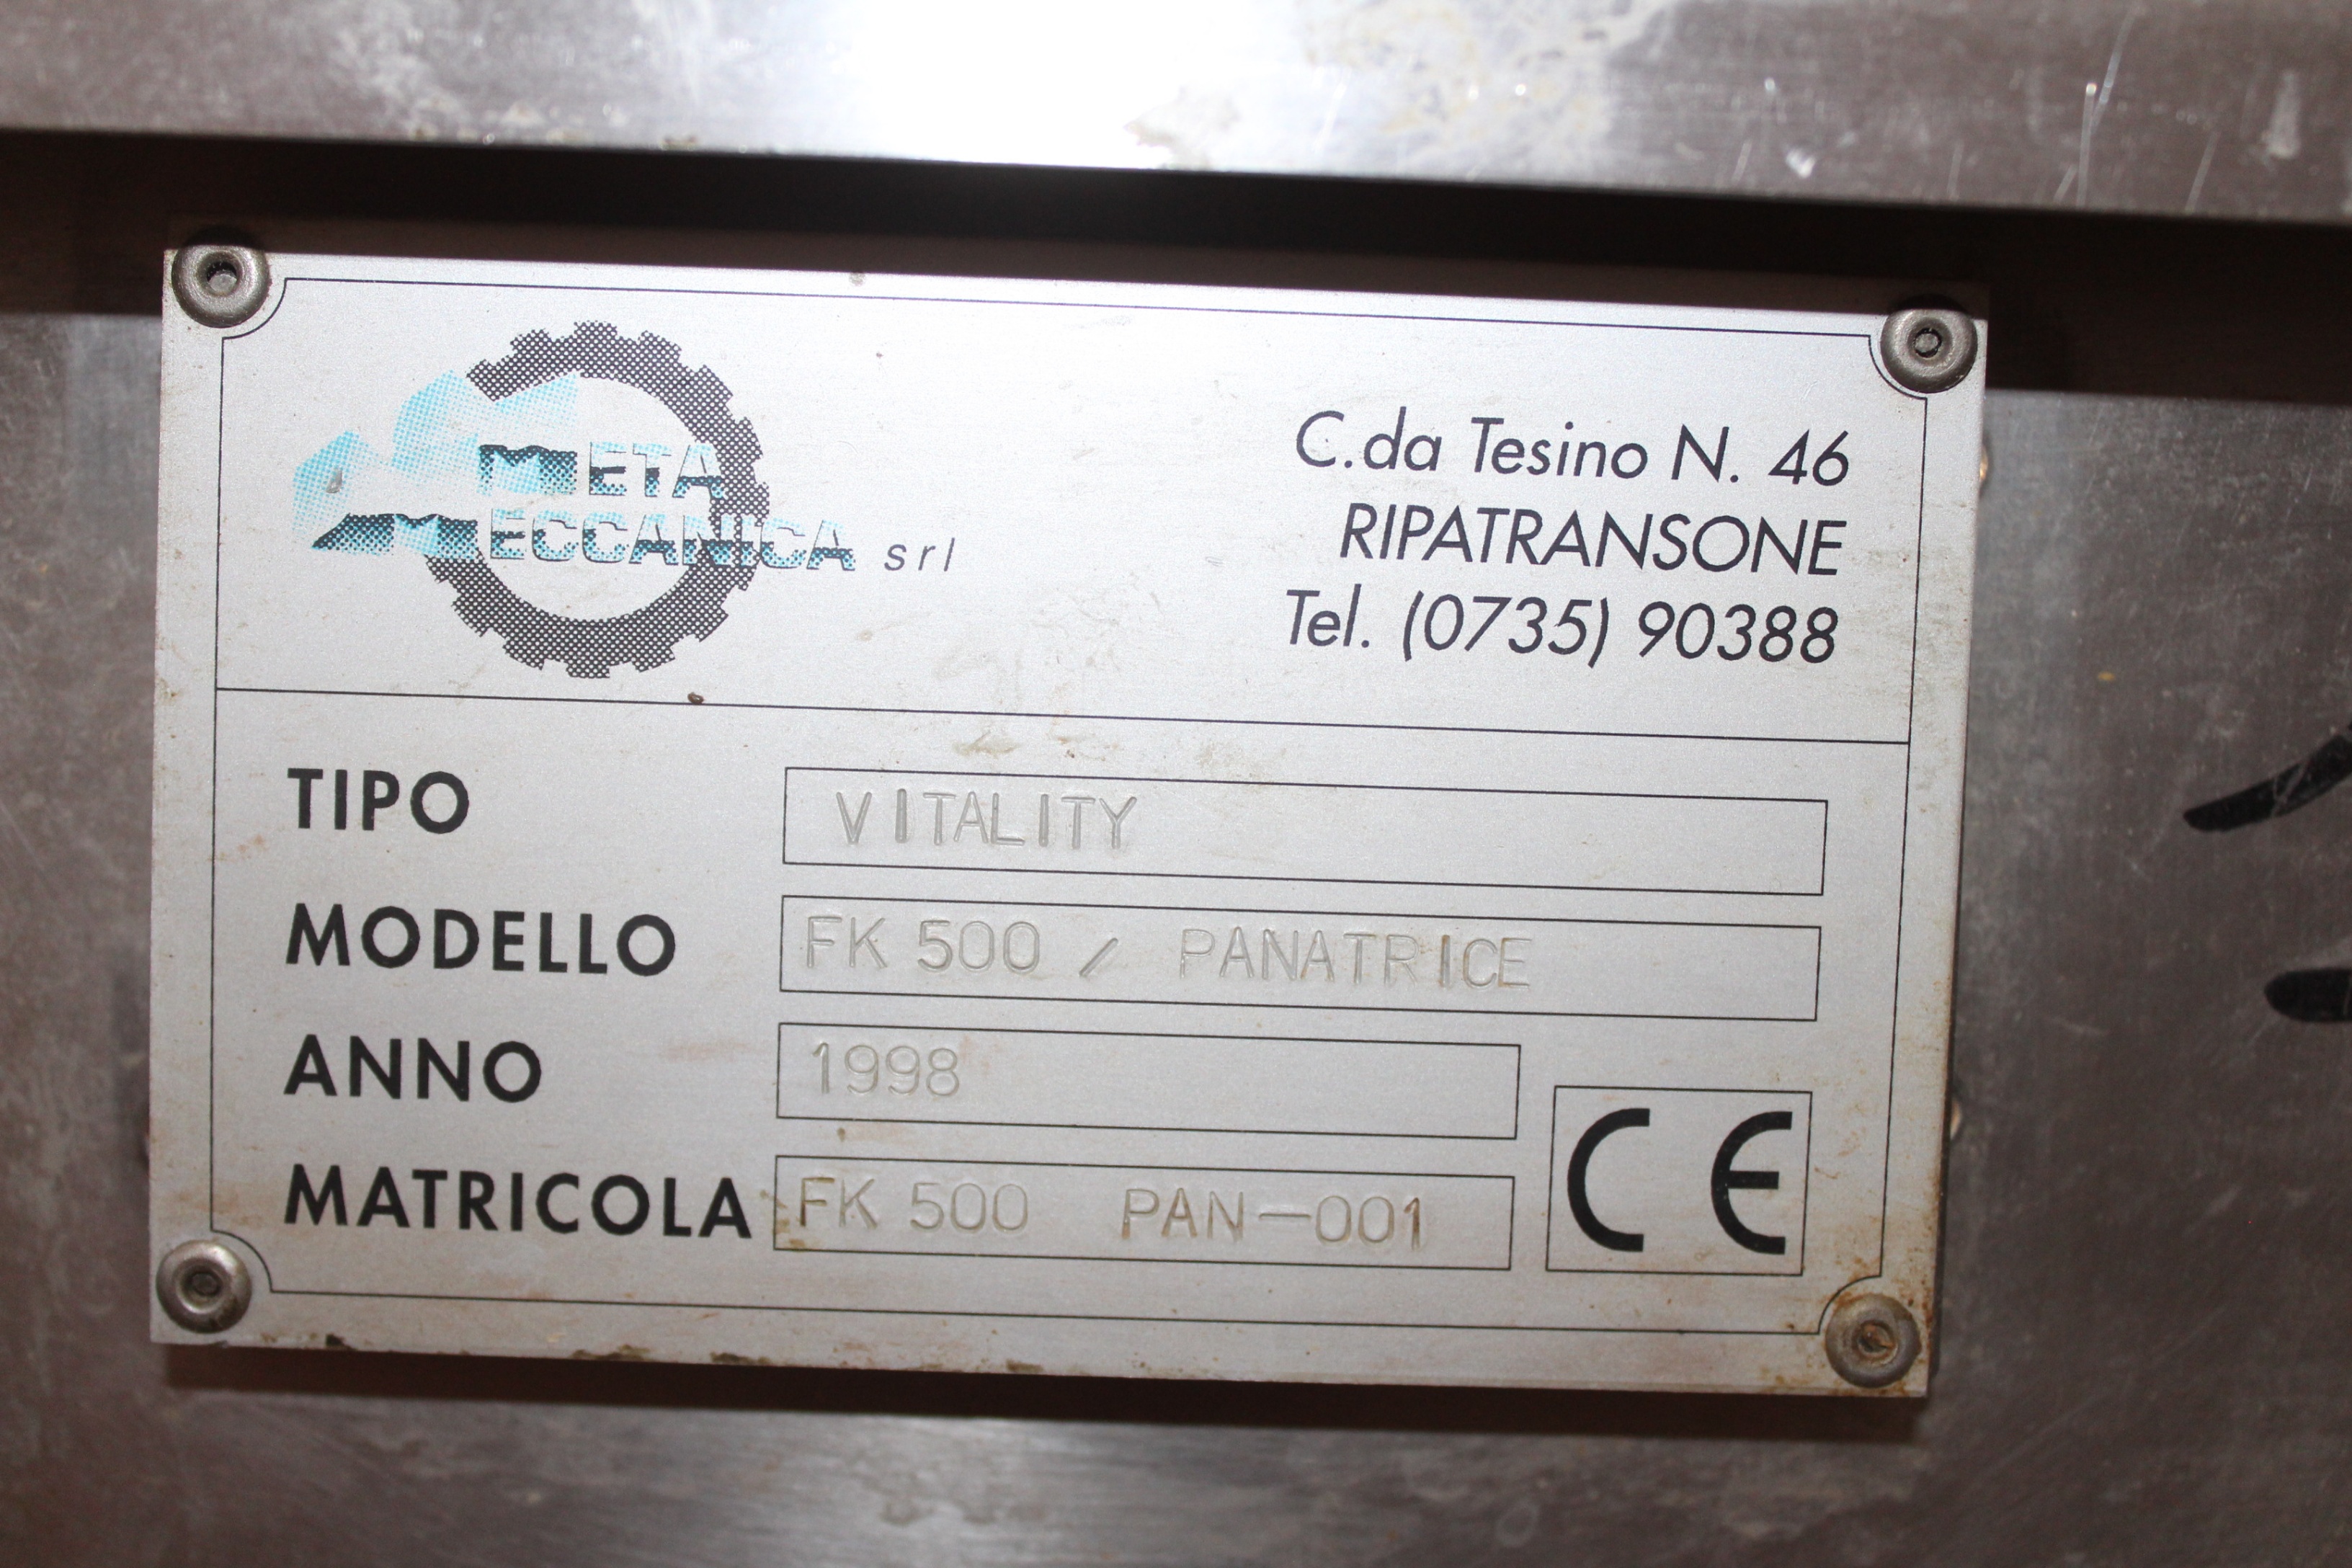 META
MECCANICA srl
C.da Tesino N. 46
RIPATRANSONE
Tel. (0735) 90388
TIPO VITALITY
MODELLO FK 500 / PANATRICE
ANNO 1998
MATRICOLA FK 500 PAN-001
CE